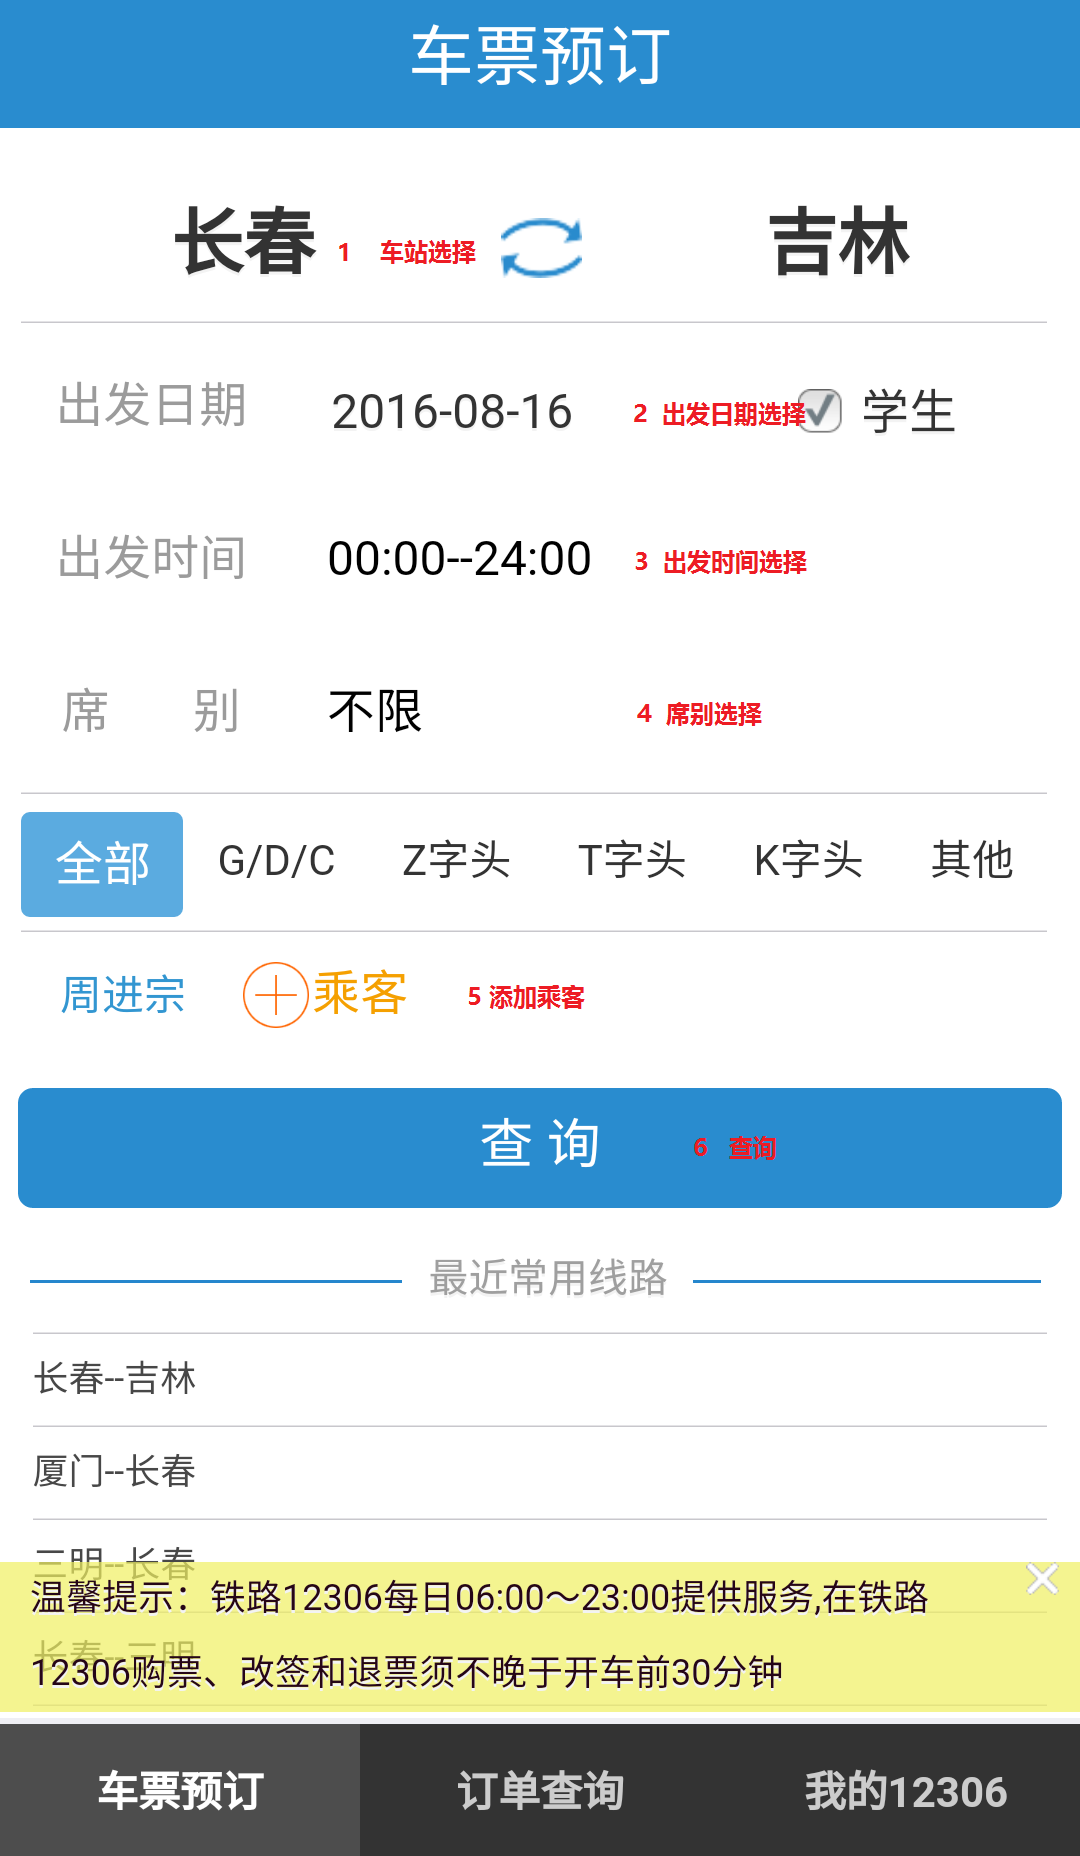 车票预订
长春 1 车站选择 吉林
出发日期 2016-08-16 2 出发日期选择 学生
出发时间 00:00--24:00 3 出发时间选择
席 别 不限 4 席别选择
全部 G/D/C Z字头 T字头 K字头 其他
周进宗 乘客 5 添加乘客
查 询 6 查询
最近常用线路
长春--吉林
厦门--长春
三明--长春
温馨提示：铁路12306每日06:00～23:00提供服务,在铁路
长春--三明
12306购票、改签和退票须不晚于开车前30分钟
车票预订 订单查询 我的12306